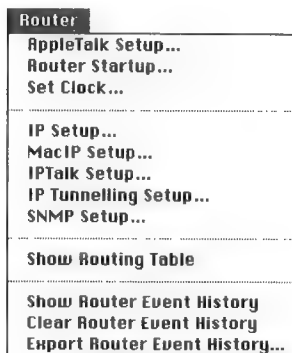 Router
AppleTalk Setup...
Router Startup...
Set Clock...
IP Setup...
MacIP Setup...
IPTalk Setup...
IP Tunnelling Setup...
SNMP Setup...
Show Routing Table
Show Router Event History
Clear Router Event History
Export Router Event History...